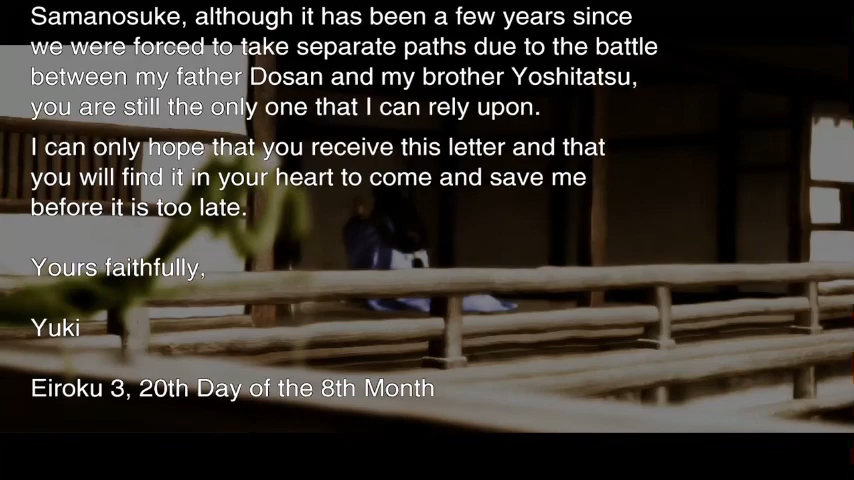 Samanosuke, although it has been a few years since
we were forced to take separate paths due to the battle
between my father Dosan and my brother Yoshitatsu,
you are still the only one that I can rely upon.
I can only hope that you receive this letter and that
you will find it in your heart to come and save me
before it is too late.
Yours faithfully,
Yuki
Eiroku 3, 20th Day of the 8th Month